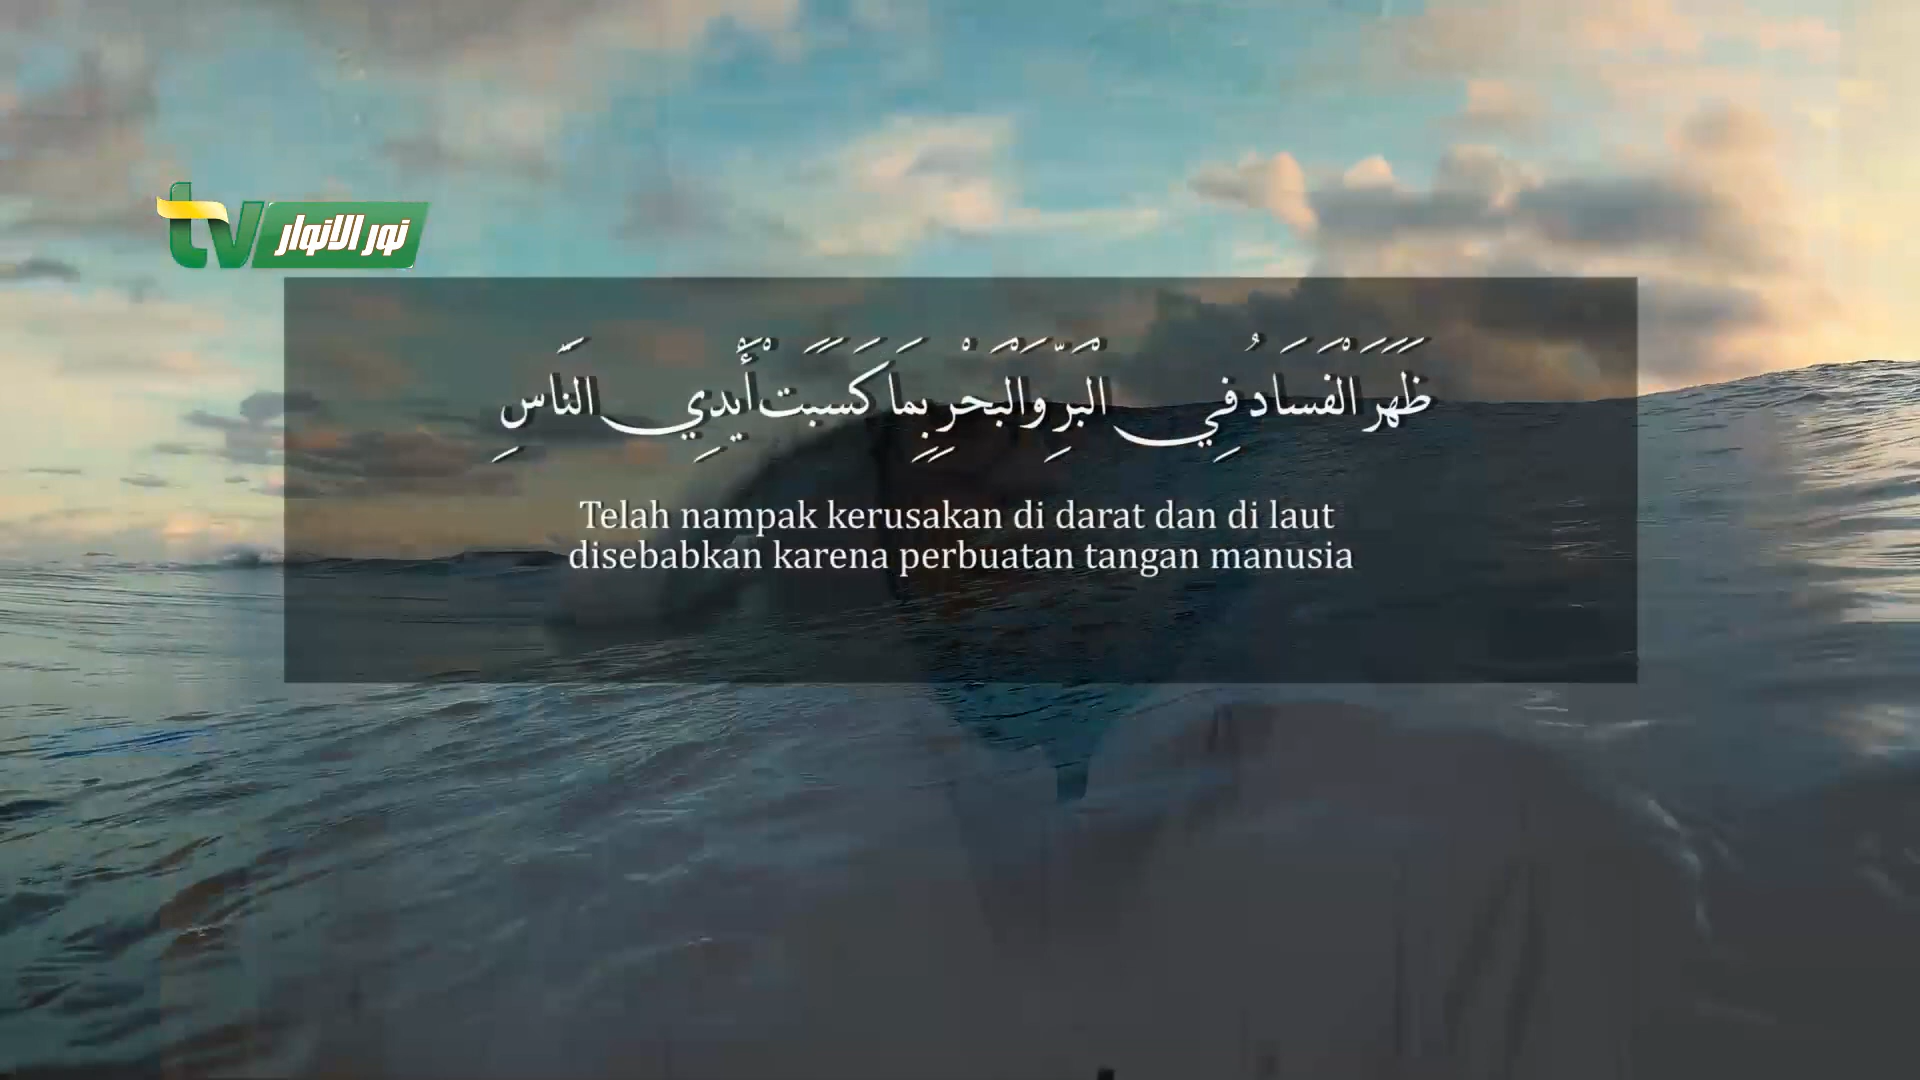 tv نور الانوار
ظَهَرَ الْفَسَادُ فِي الْبَرِّ وَالْبَحْرِ بِمَا كَسَبَتْ أَيْدِي النَّاسِ
Telah nampak kerusakan di darat dan di laut
disebabkan karena perbuatan tangan manusia